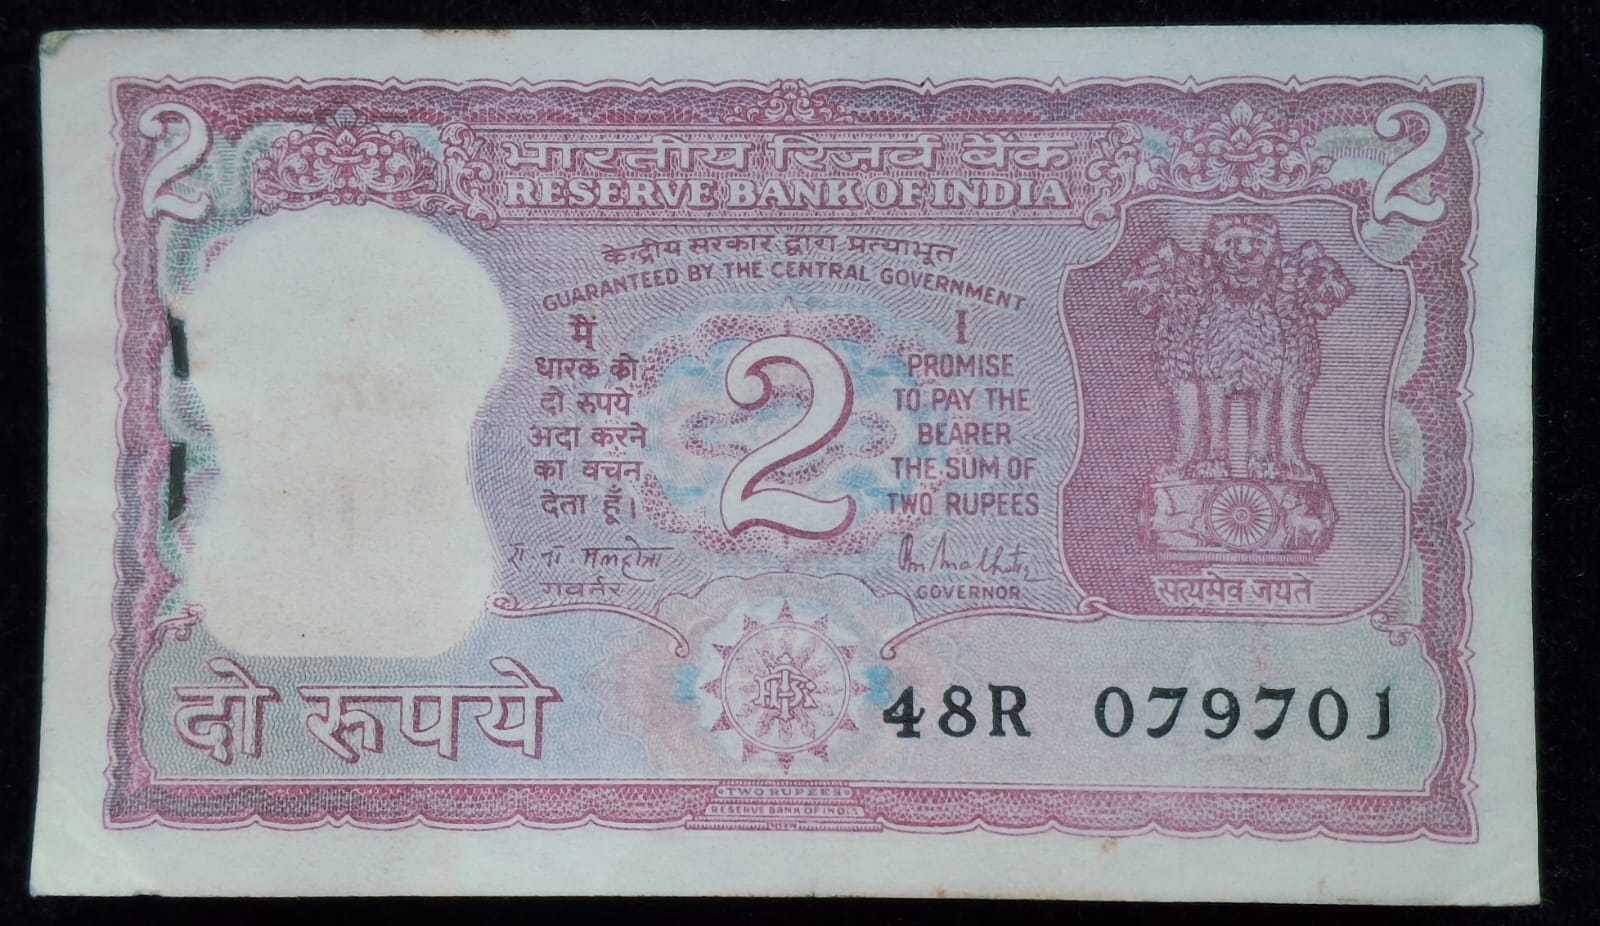 2
2
भारतीय रिज़र्व बैंक
RESERVE BANK OF INDIA
केन्द्रीय सरकार द्वारा प्रत्याभूत
GUARANTEED BY THE CENTRAL GOVERNMENT
मैं
धारक को
दो रुपये
अदा करने
का वचन
देता हूँ।
रा. ना. मल्होत्रा
गवर्नर
2
I
PROMISE
TO PAY THE
BEARER
THE SUM OF
TWO RUPEES
GOVERNOR
सत्यमेव जयते
दो रूपये
48R 079701
TWO RUPEES
RESERVE BANK OF INDIA
भारत